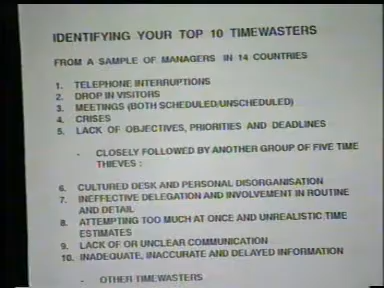 IDENTIFYING YOUR TOP 10 TIMEWASTERS
FROM A SAMPLE OF MANAGERS IN 14 COUNTRIES
1. TELEPHONE INTERRUPTIONS
2. DROP IN VISITORS
3. MEETINGS (BOTH SCHEDULED/UNSCHEDULED)
4. CRISES
5. LACK OF OBJECTIVES, PRIORITIES AND DEADLINES
- CLOSELY FOLLOWED BY ANOTHER GROUP OF FIVE TIME
THIEVES :
6. CULTURED DESK AND PERSONAL DISORGANISATION
7. INEFFECTIVE DELEGATION AND INVOLVEMENT IN ROUTINE
AND DETAIL
8. ATTEMPTING TOO MUCH AT ONCE AND UNREALISTIC TIME
ESTIMATES
9. LACK OF OR UNCLEAR COMMUNICATION
10. INADEQUATE, INACCURATE AND DELAYED INFORMATION
- OTHER TIMEWASTERS